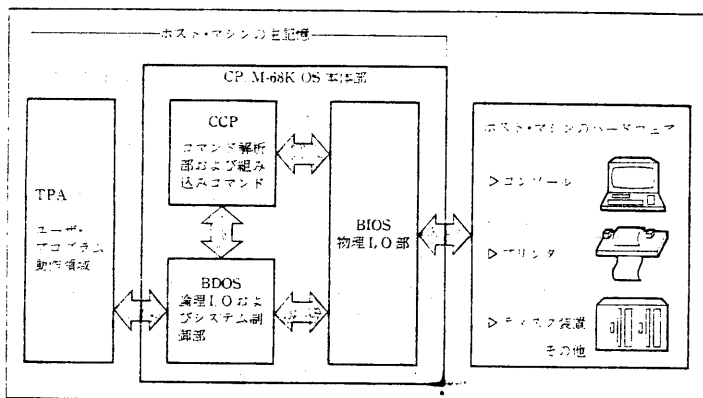 ホスト・マシンの主記憶
CP/M-68K OS 本体部
TPA
ユーザ・
プログラム
動作領域
CCP
コマンド解析
部および組み
込みコマンド
BDOS
論理I/Oおよ
びシステム制
御部
BIOS
物理I/O部
ホスト・マシンのハードウェア
▷コンソール
▷プリンタ
▷ディスク装置
その他